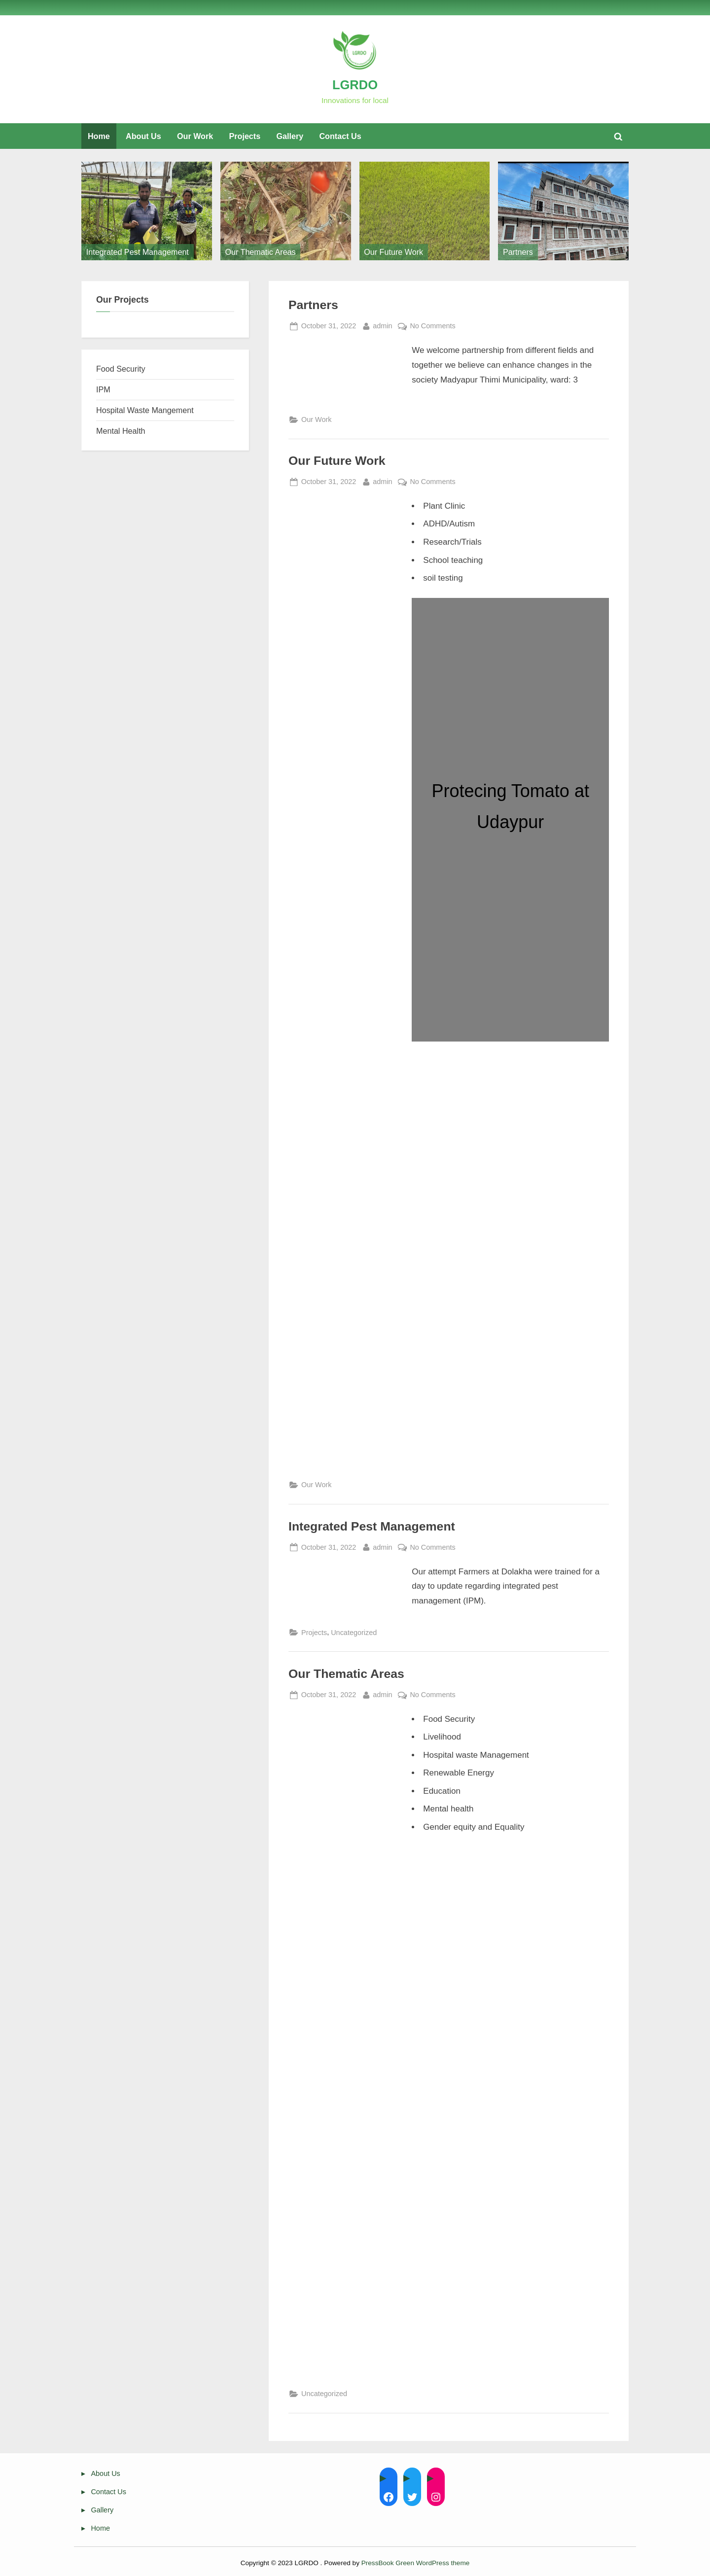 LGRDO
LGRDO
Innovations for local
Home
About Us
Our Work
Projects
Gallery
Contact Us
Integrated Pest Management
Our Thematic Areas
Our Future Work
Partners
Our Projects
Food Security
IPM
Hospital Waste Mangement
Mental Health
Partners
October 31, 2022 admin No Comments
We welcome partnership from different fields and
together we believe can enhance changes in the
society Madyapur Thimi Municipality, ward: 3
Our Work
Our Future Work
October 31, 2022 admin No Comments
• Plant Clinic
• ADHD/Autism
• Research/Trials
• School teaching
• soil testing
Protecing Tomato at
Udaypur
Our Work
Integrated Pest Management
October 31, 2022 admin No Comments
Our attempt Farmers at Dolakha were trained for a
day to update regarding integrated pest
management (IPM).
Projects, Uncategorized
Our Thematic Areas
October 31, 2022 admin No Comments
• Food Security
• Livelihood
• Hospital waste Management
• Renewable Energy
• Education
• Mental health
• Gender equity and Equality
Uncategorized
About Us
Contact Us
Gallery
Home
Copyright © 2023 LGRDO . Powered by PressBook Green WordPress theme